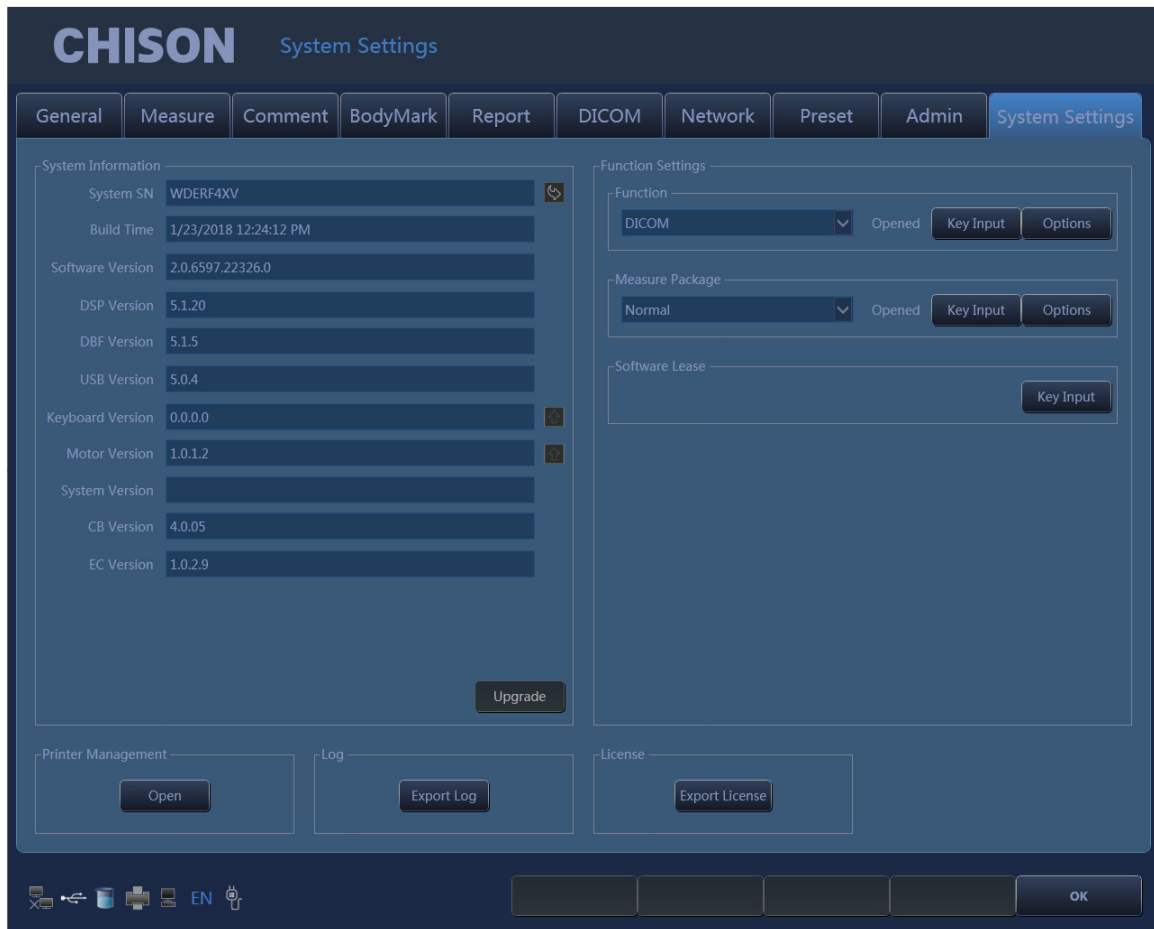 CHISON System Settings
General Measure Comment BodyMark Report DICOM Network Preset Admin System Settings
System Information
System SN WDERF4XV
Build Time 1/23/2018 12:24:12 PM
Software Version 2.0.6597.22326.0
DSP Version 5.1.20
DBF Version 5.1.5
USB Version 5.0.4
Keyboard Version 0.0.0.0
Motor Version 1.0.1.2
System Version
CB Version 4.0.05
EC Version 1.0.2.9
Upgrade
Function Settings
Function
DICOM Opened Key Input Options
Measure Package
Normal Opened Key Input Options
Software Lease
Key Input
Printer Management
Open
Log
Export Log
License
Export License
EN
OK